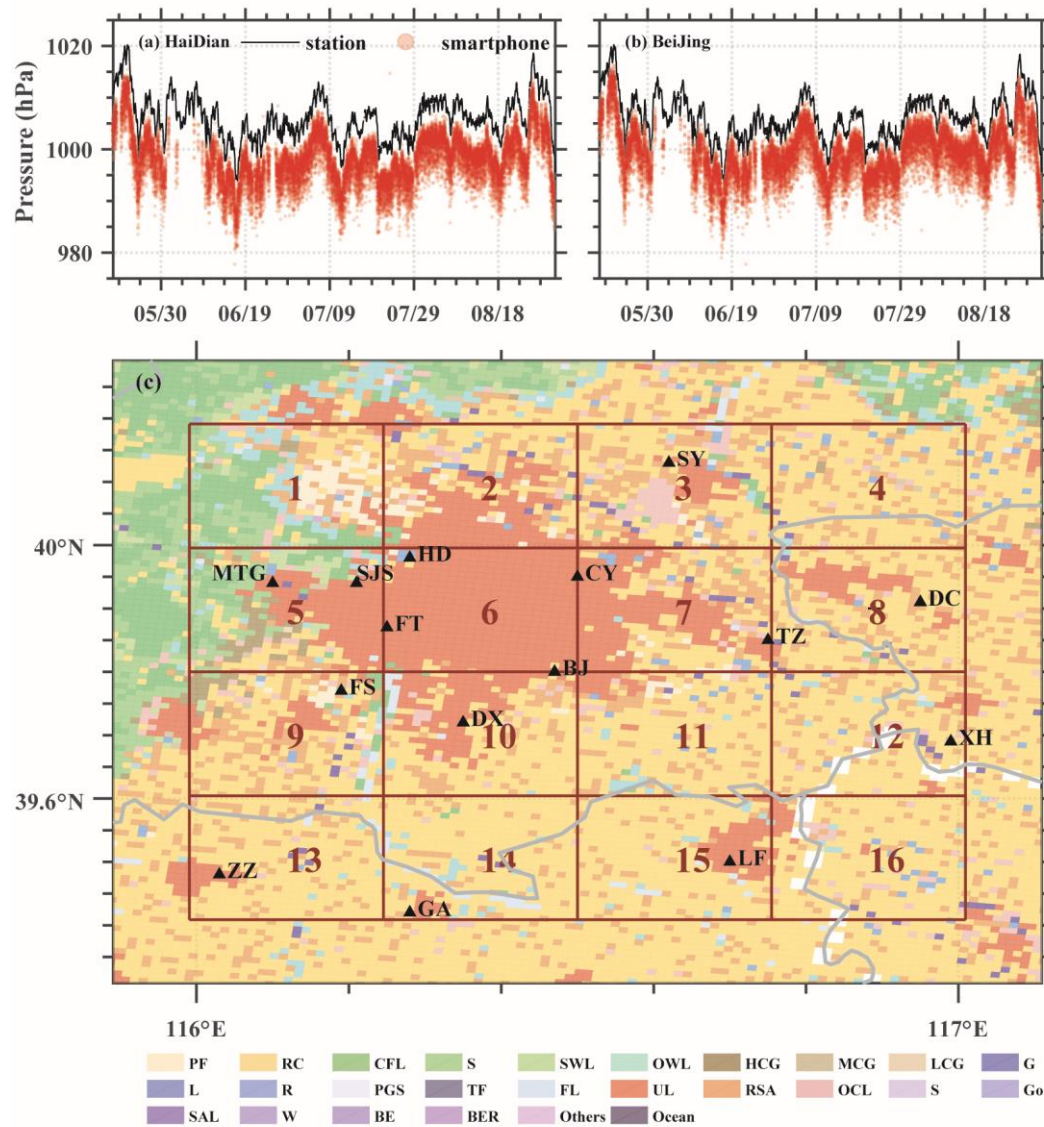 1020
1000
980
Pressure (hPa)
(a) HaiDian station smartphone
05/30 06/19 07/09 07/29 08/18
(b) BeiJing
05/30 06/19 07/09 07/29 08/18
(c)
1 2 3 SY 4
40°N
MTG SJS HD CY DC
5 FT 6 7 TZ 8
FS BJ
9 DX 10 11 12 XH
39.6°N
ZZ 13 14 15 LF 16
GA
116°E 117°E
PF RC CFL S SWL OWL HCG MCG LCG G
L R PGS TF FL UL RSA OCL S Go
SAL W BE BER Others Ocean